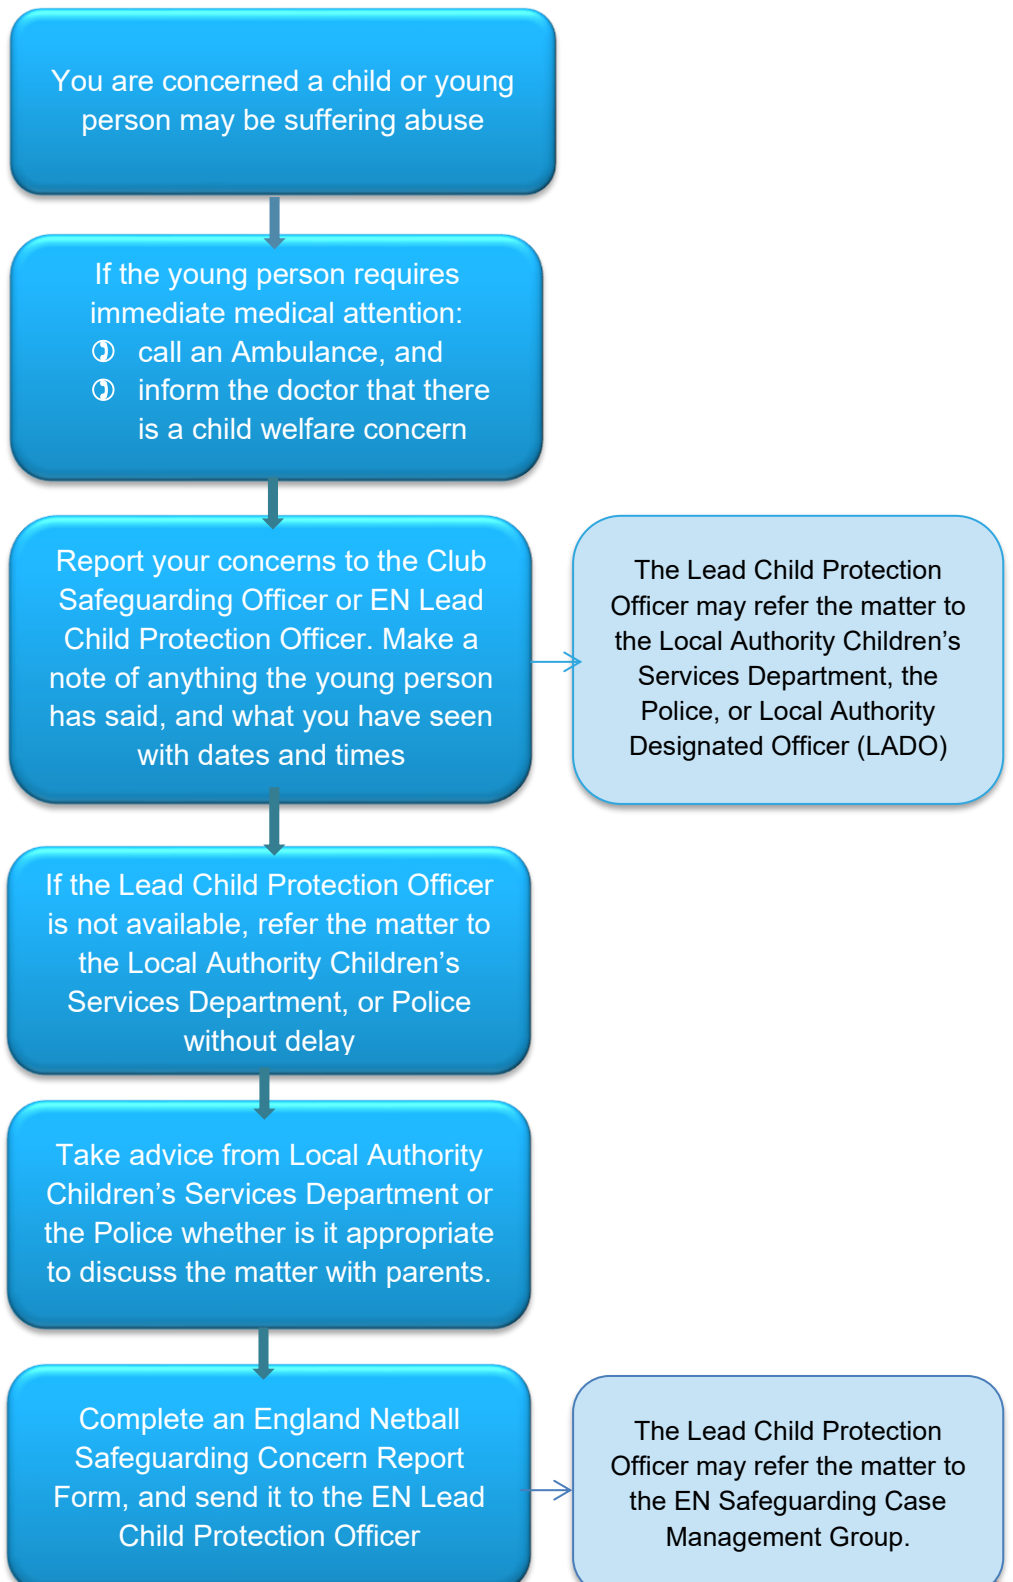 You are concerned a child or young
person may be suffering abuse
If the young person requires
immediate medical attention:
call an Ambulance, and
inform the doctor that there
is a child welfare concern
Report your concerns to the Club
Safeguarding Officer or EN Lead
Child Protection Officer. Make a
note of anything the young person
has said, and what you have seen
with dates and times
The Lead Child Protection
Officer may refer the matter to
the Local Authority Children’s
Services Department, the
Police, or Local Authority
Designated Officer (LADO)
If the Lead Child Protection Officer
is not available, refer the matter to
the Local Authority Children’s
Services Department, or Police
without delay
Take advice from Local Authority
Children’s Services Department or
the Police whether is it appropriate
to discuss the matter with parents.
Complete an England Netball
Safeguarding Concern Report
Form, and send it to the EN Lead
Child Protection Officer
The Lead Child Protection
Officer may refer the matter to
the EN Safeguarding Case
Management Group.